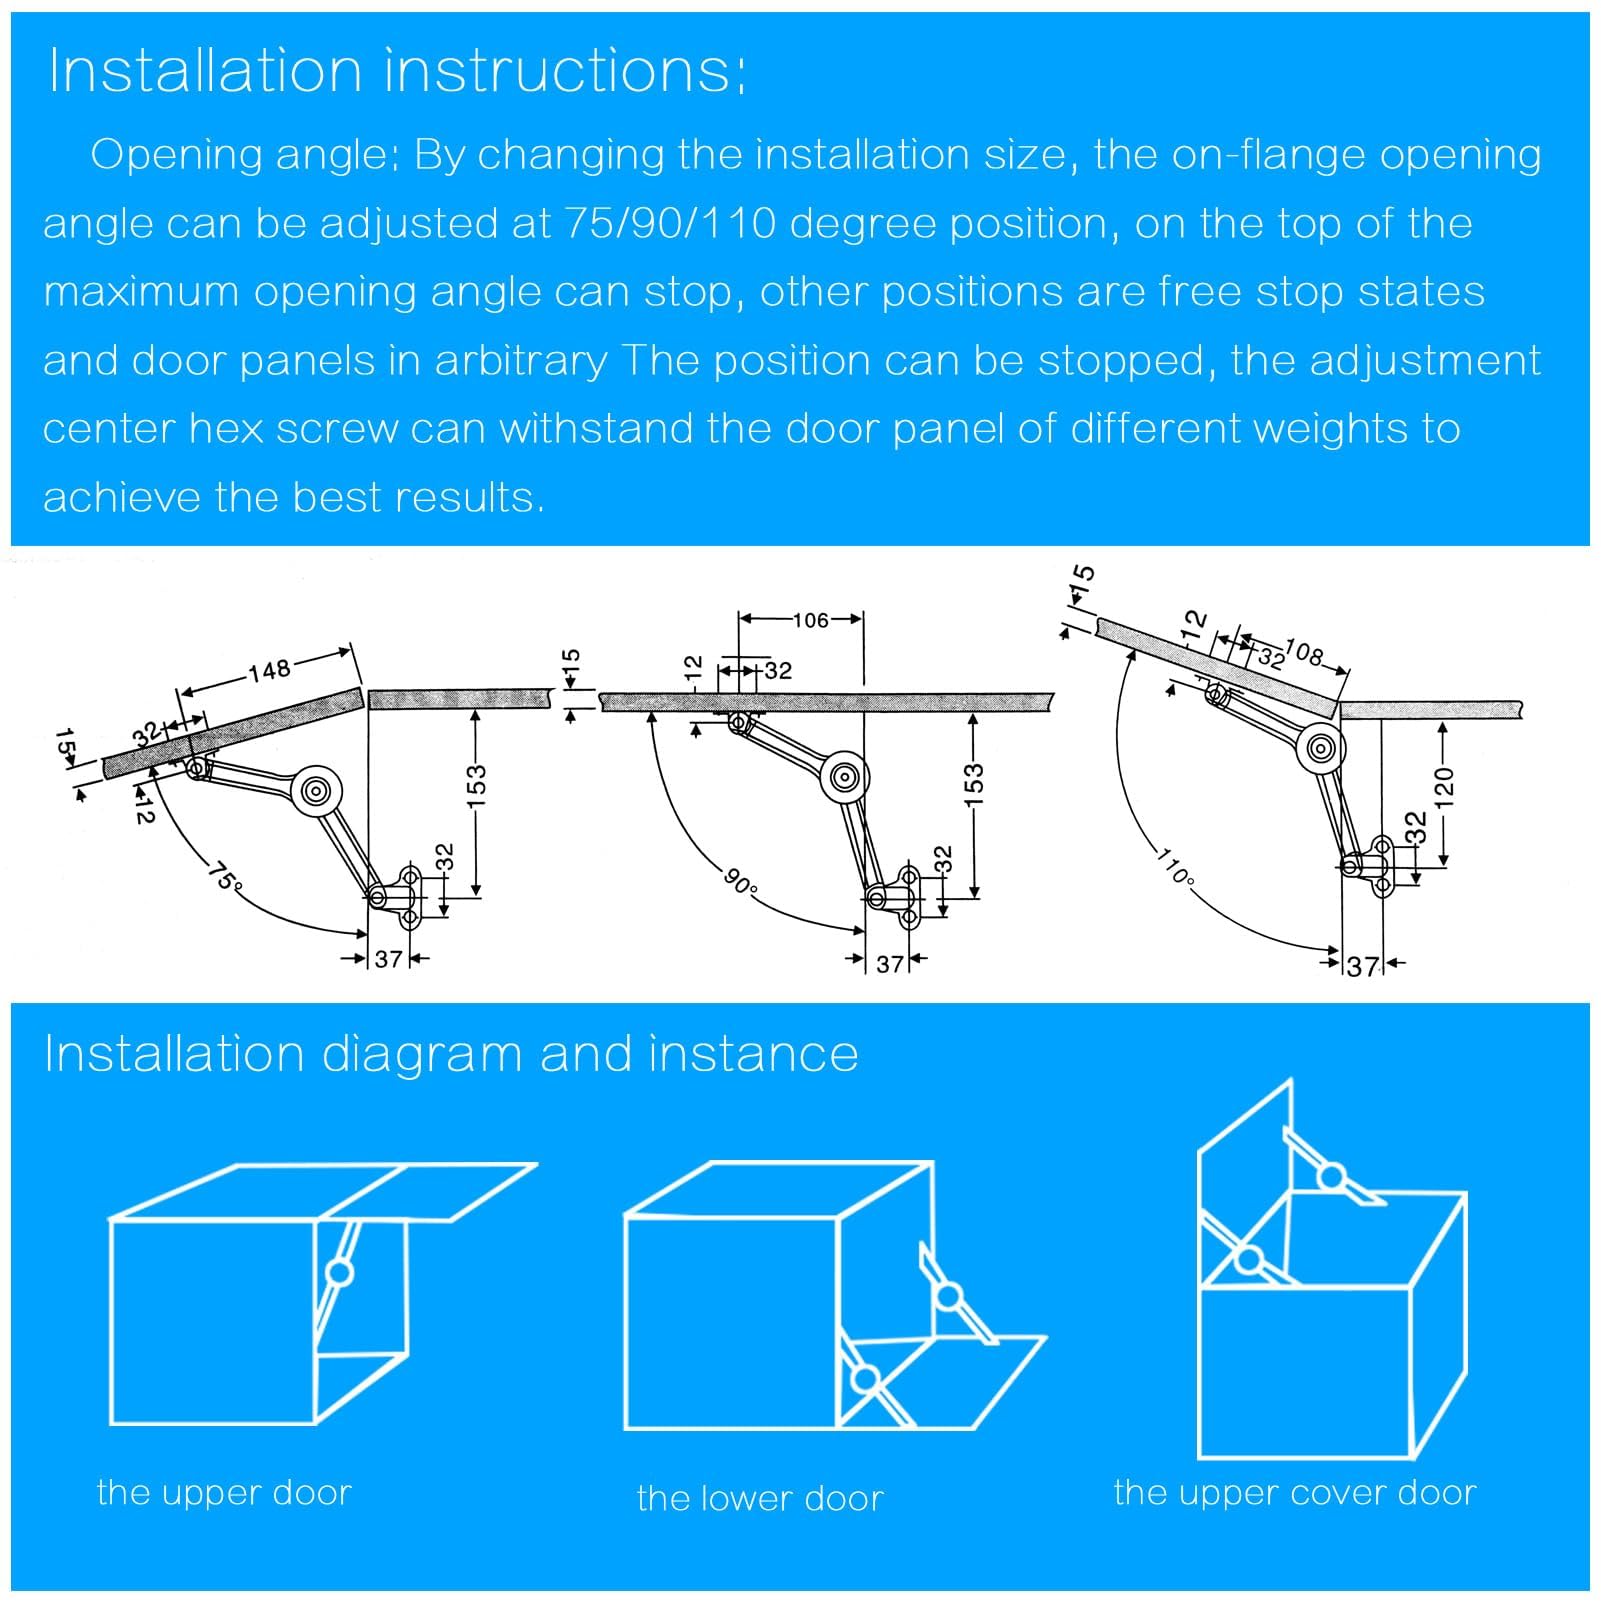 Installation instructions:
Opening angle: By changing the installation size, the on-flange opening
angle can be adjusted at 75/90/110 degree position, on the top of the
maximum opening angle can stop, other positions are free stop states
and door panels in arbitrary The position can be stopped, the adjustment
center hex screw can withstand the door panel of different weights to
achieve the best results.
148
32
15
12
75°
153
32
37
15
106
12
32
90°
153
32
37
15
12
32
108
110°
120
32
37
Installation diagram and instance
the upper door
the lower door
the upper cover door